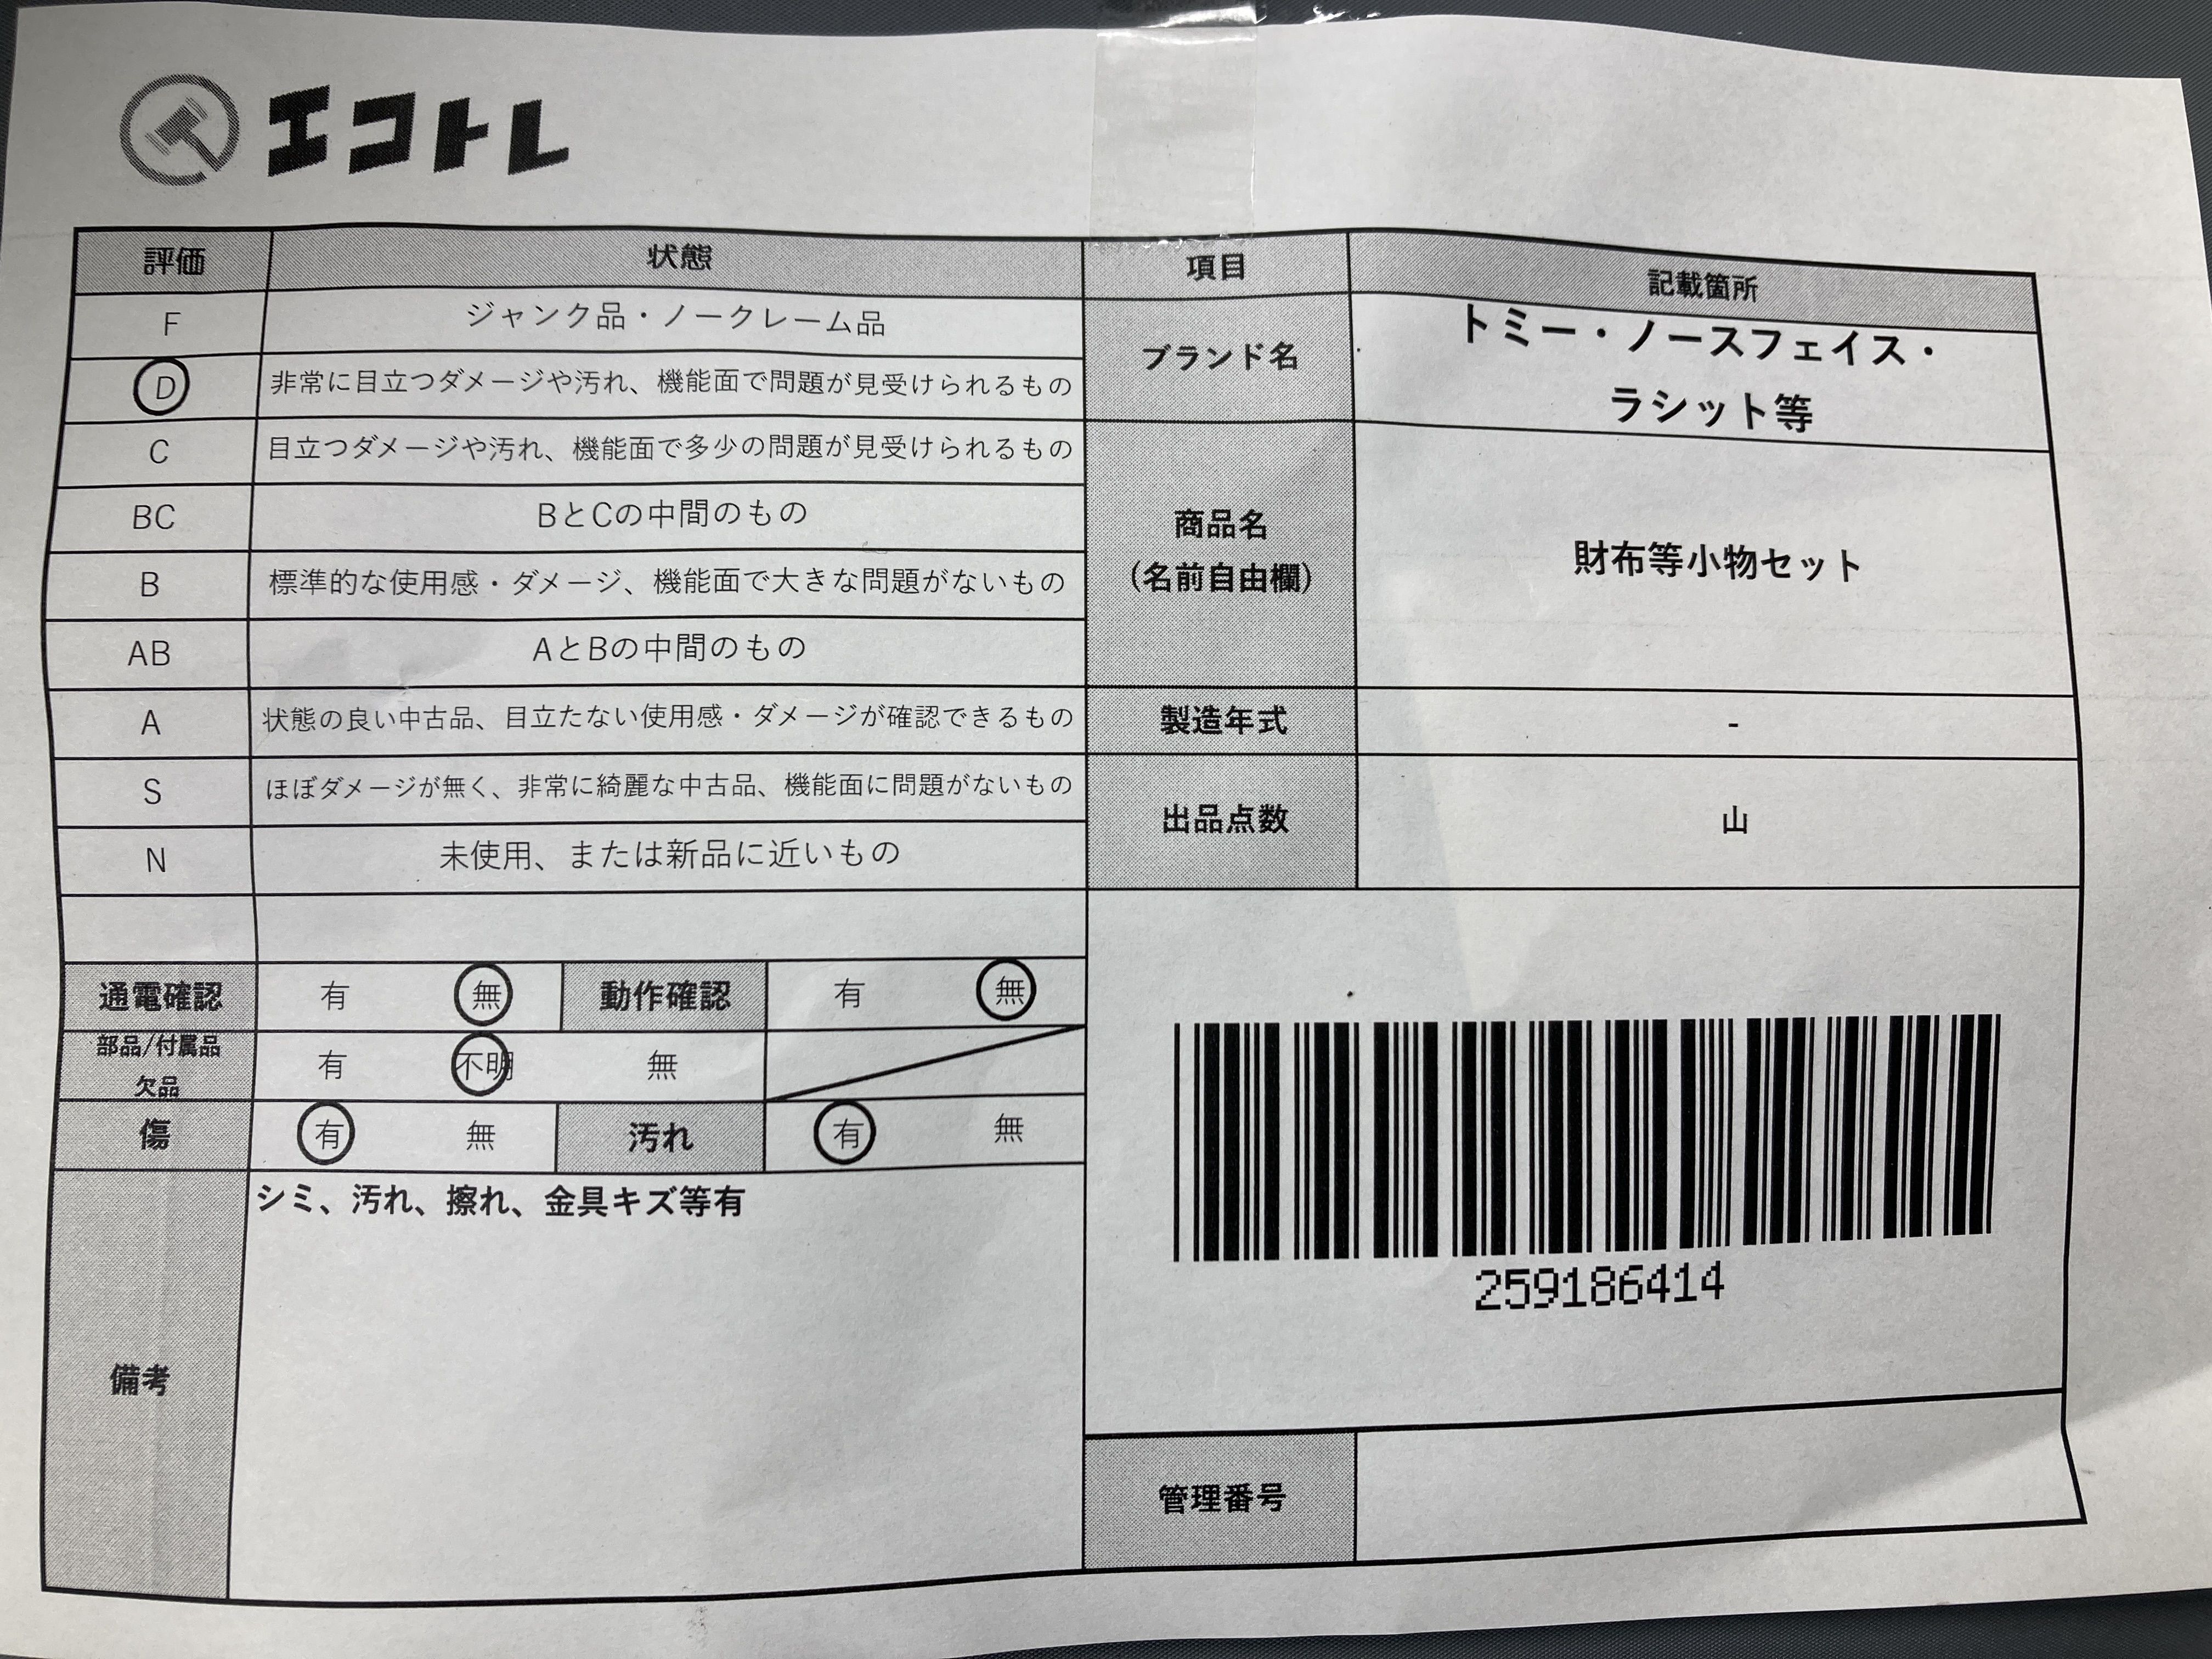 エコトレ
評価 状態
F ジャンク品・ノークレーム品
D 非常に目立つダメージや汚れ、機能面で問題が見受けられるもの
C 目立つダメージや汚れ、機能面で多少の問題が見受けられるもの
BC BとCの中間のもの
B 標準的な使用感・ダメージ、機能面で大きな問題がないもの
AB AとBの中間のもの
A 状態の良い中古品、目立たない使用感・ダメージが確認できるもの
S ほぼダメージが無く、非常に綺麗な中古品、機能面に問題がないもの
N 未使用、または新品に近いもの
通電確認 有 無 動作確認 有 無
部品/付属品
欠品 有 不明 無
傷 有 無 汚れ 有 無
備考 シミ、汚れ、擦れ、金具キズ等有
項目 記載箇所
ブランド名 トミー・ノースフェイス・
ラシット等
商品名
(名前自由欄) 財布等小物セット
製造年式 -
出品点数 山
259186414
管理番号